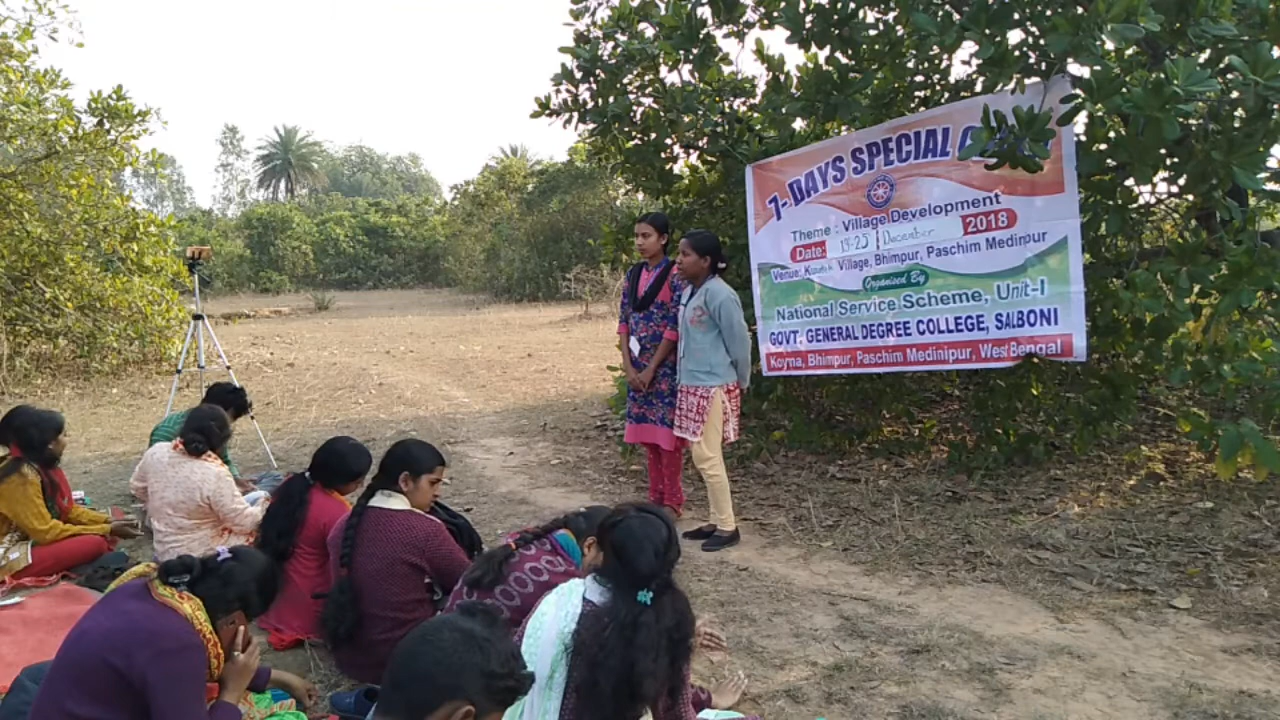 7- DAYS SPECIAL
Theme : Village Development
Date: 19-25 December 2018
Venue: Village, Bhimpur, Paschim Medinipur
Organised By
National Service Scheme, Unit-I
GOVT. GENERAL DEGREE COLLEGE, SALBONI
Koyna, Bhimpur, Paschim Medinipur, West Bengal